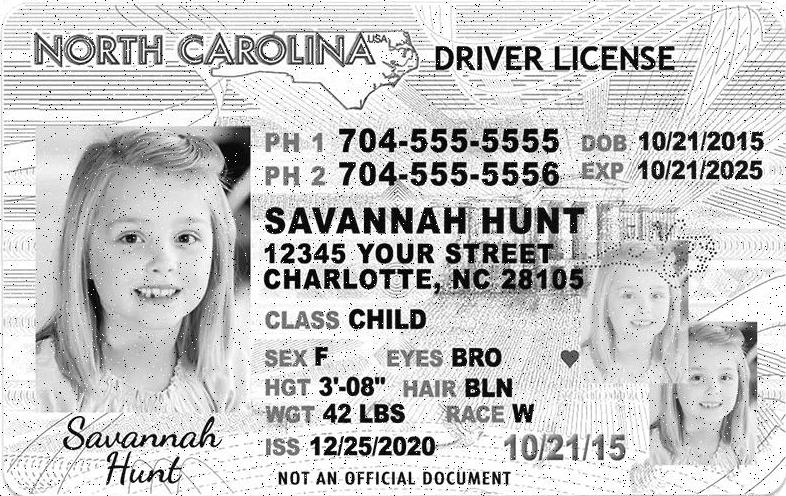 NORTH CAROLINA USA DRIVER LICENSE
PH 1 704-555-5555 DOB 10/21/2015
PH 2 704-555-5556 EXP 10/21/2025
SAVANNAH HUNT
12345 YOUR STREET
CHARLOTTE, NC 28105
CLASS CHILD
SEX F EYES BRO
HGT 3'-08" HAIR BLN
WGT 42 LBS RACE W
ISS 12/25/2020 10/21/15
Savannah
Hunt
NOT AN OFFICIAL DOCUMENT